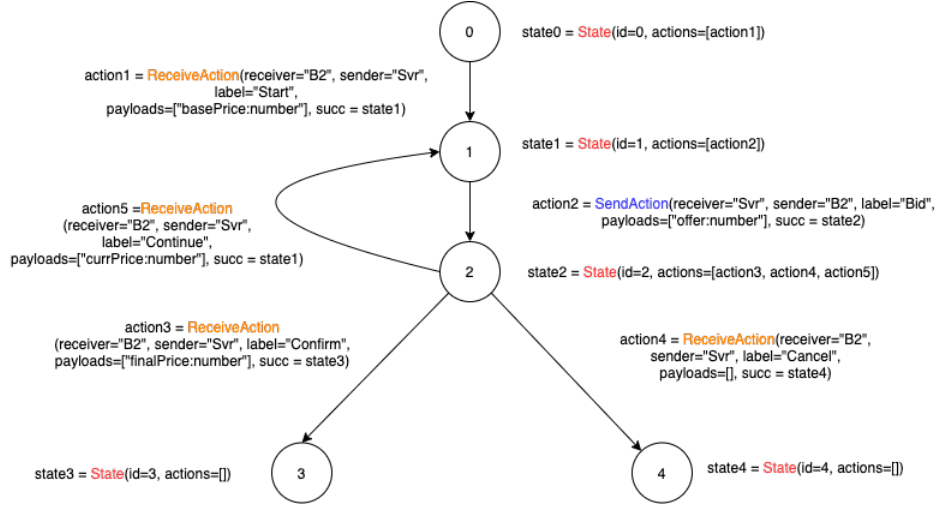 0
state0 = State(id=0, actions=[action1])
action1 = ReceiveAction(receiver="B2", sender="Svr",
label="Start",
payloads=["basePrice:number"], succ = state1)
1
state1 = State(id=1, actions=[action2])
action2 = SendAction(receiver="Svr", sender="B2", label="Bid",
payloads=["offer:number"], succ = state2)
action5 =ReceiveAction
(receiver="B2", sender="Svr",
label="Continue",
payloads=["currPrice:number"], succ = state1)
2
state2 = State(id=2, actions=[action3, action4, action5])
action3 = ReceiveAction
(receiver="B2", sender="Svr", label="Confirm",
payloads=["finalPrice:number"], succ = state3)
action4 = ReceiveAction(receiver="B2",
sender="Svr", label="Cancel",
payloads=[], succ = state4)
state3 = State(id=3, actions=[])
3
4
state4 = State(id=4, actions=[])